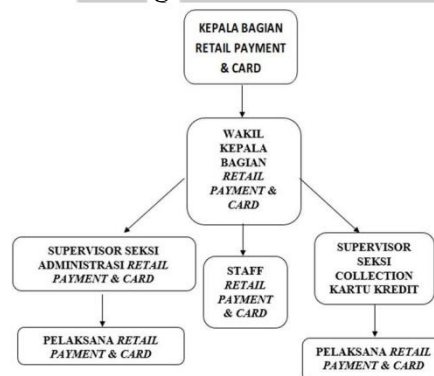 KEPALA BAGIAN
RETAIL PAYMENT
& CARD
WAKIL
KEPALA
BAGIAN
RETAIL
PAYMENT &
CARD
SUPERVISOR SEKSI
ADMINISTRASI RETAIL
PAYMENT & CARD
STAFF
RETAIL
PAYMENT
& CARD
SUPERVISOR
SEKSI
COLLECTION
KARTU KREDIT
PELAKSANA RETAIL
PAYMENT & CARD
PELAKSANA RETAIL
PAYMENT & CARD